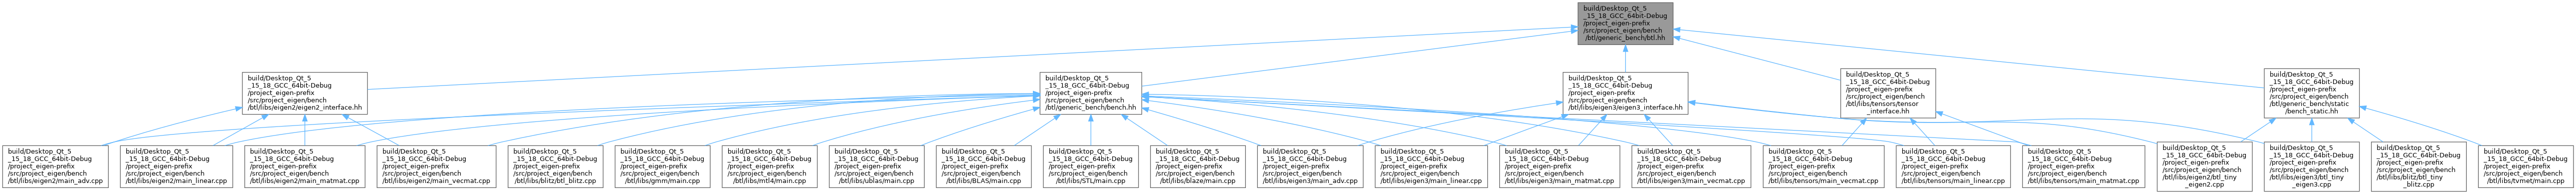 build/Desktop_Qt_5
_15_18_GCC_64bit-Debug
/project_eigen-prefix
/src/project_eigen/bench
/btl/generic_bench/btl.hh
build/Desktop_Qt_5
_15_18_GCC_64bit-Debug
/project_eigen-prefix
/src/project_eigen/bench
/btl/libs/eigen2/eigen2_interface.hh
build/Desktop_Qt_5
_15_18_GCC_64bit-Debug
/project_eigen-prefix
/src/project_eigen/bench
/btl/generic_bench/bench.hh
build/Desktop_Qt_5
_15_18_GCC_64bit-Debug
/project_eigen-prefix
/src/project_eigen/bench
/btl/libs/eigen3/eigen3_interface.hh
build/Desktop_Qt_5
_15_18_GCC_64bit-Debug
/project_eigen-prefix
/src/project_eigen/bench
/btl/libs/tensors/tensor
_interface.hh
build/Desktop_Qt_5
_15_18_GCC_64bit-Debug
/project_eigen-prefix
/src/project_eigen/bench
/btl/generic_bench/static
/bench_static.hh
build/Desktop_Qt_5
_15_18_GCC_64bit-Debug
/project_eigen-prefix
/src/project_eigen/bench
/btl/libs/eigen2/main_adv.cpp
build/Desktop_Qt_5
_15_18_GCC_64bit-Debug
/project_eigen-prefix
/src/project_eigen/bench
/btl/libs/eigen2/main_linear.cpp
build/Desktop_Qt_5
_15_18_GCC_64bit-Debug
/project_eigen-prefix
/src/project_eigen/bench
/btl/libs/eigen2/main_matmat.cpp
build/Desktop_Qt_5
_15_18_GCC_64bit-Debug
/project_eigen-prefix
/src/project_eigen/bench
/btl/libs/eigen2/main_vecmat.cpp
build/Desktop_Qt_5
_15_18_GCC_64bit-Debug
/project_eigen-prefix
/src/project_eigen/bench
/btl/libs/blitz/btl_blitz.cpp
build/Desktop_Qt_5
_15_18_GCC_64bit-Debug
/project_eigen-prefix
/src/project_eigen/bench
/btl/libs/gmm/main.cpp
build/Desktop_Qt_5
_15_18_GCC_64bit-Debug
/project_eigen-prefix
/src/project_eigen/bench
/btl/libs/mtl4/main.cpp
build/Desktop_Qt_5
_15_18_GCC_64bit-Debug
/project_eigen-prefix
/src/project_eigen/bench
/btl/libs/ublas/main.cpp
build/Desktop_Qt_5
_15_18_GCC_64bit-Debug
/project_eigen-prefix
/src/project_eigen/bench
/btl/libs/BLAS/main.cpp
build/Desktop_Qt_5
_15_18_GCC_64bit-Debug
/project_eigen-prefix
/src/project_eigen/bench
/btl/libs/STL/main.cpp
build/Desktop_Qt_5
_15_18_GCC_64bit-Debug
/project_eigen-prefix
/src/project_eigen/bench
/btl/libs/blaze/main.cpp
build/Desktop_Qt_5
_15_18_GCC_64bit-Debug
/project_eigen-prefix
/src/project_eigen/bench
/btl/libs/eigen3/main_adv.cpp
build/Desktop_Qt_5
_15_18_GCC_64bit-Debug
/project_eigen-prefix
/src/project_eigen/bench
/btl/libs/eigen3/main_linear.cpp
build/Desktop_Qt_5
_15_18_GCC_64bit-Debug
/project_eigen-prefix
/src/project_eigen/bench
/btl/libs/eigen3/main_matmat.cpp
build/Desktop_Qt_5
_15_18_GCC_64bit-Debug
/project_eigen-prefix
/src/project_eigen/bench
/btl/libs/eigen3/main_vecmat.cpp
build/Desktop_Qt_5
_15_18_GCC_64bit-Debug
/project_eigen-prefix
/src/project_eigen/bench
/btl/libs/tensors/main_vecmat.cpp
build/Desktop_Qt_5
_15_18_GCC_64bit-Debug
/project_eigen-prefix
/src/project_eigen/bench
/btl/libs/tensors/main_linear.cpp
build/Desktop_Qt_5
_15_18_GCC_64bit-Debug
/project_eigen-prefix
/src/project_eigen/bench
/btl/libs/tensors/main_matmat.cpp
build/Desktop_Qt_5
_15_18_GCC_64bit-Debug
/project_eigen-prefix
/src/project_eigen/bench
/btl/libs/eigen2/btl_tiny
_eigen2.cpp
build/Desktop_Qt_5
_15_18_GCC_64bit-Debug
/project_eigen-prefix
/src/project_eigen/bench
/btl/libs/eigen3/btl_tiny
_eigen3.cpp
build/Desktop_Qt_5
_15_18_GCC_64bit-Debug
/project_eigen-prefix
/src/project_eigen/bench
/btl/libs/blitz/btl_tiny
_blitz.cpp
build/Desktop_Qt_5
_15_18_GCC_64bit-Debug
/project_eigen-prefix
/src/project_eigen/bench
/btl/libs/tvmet/main.cpp